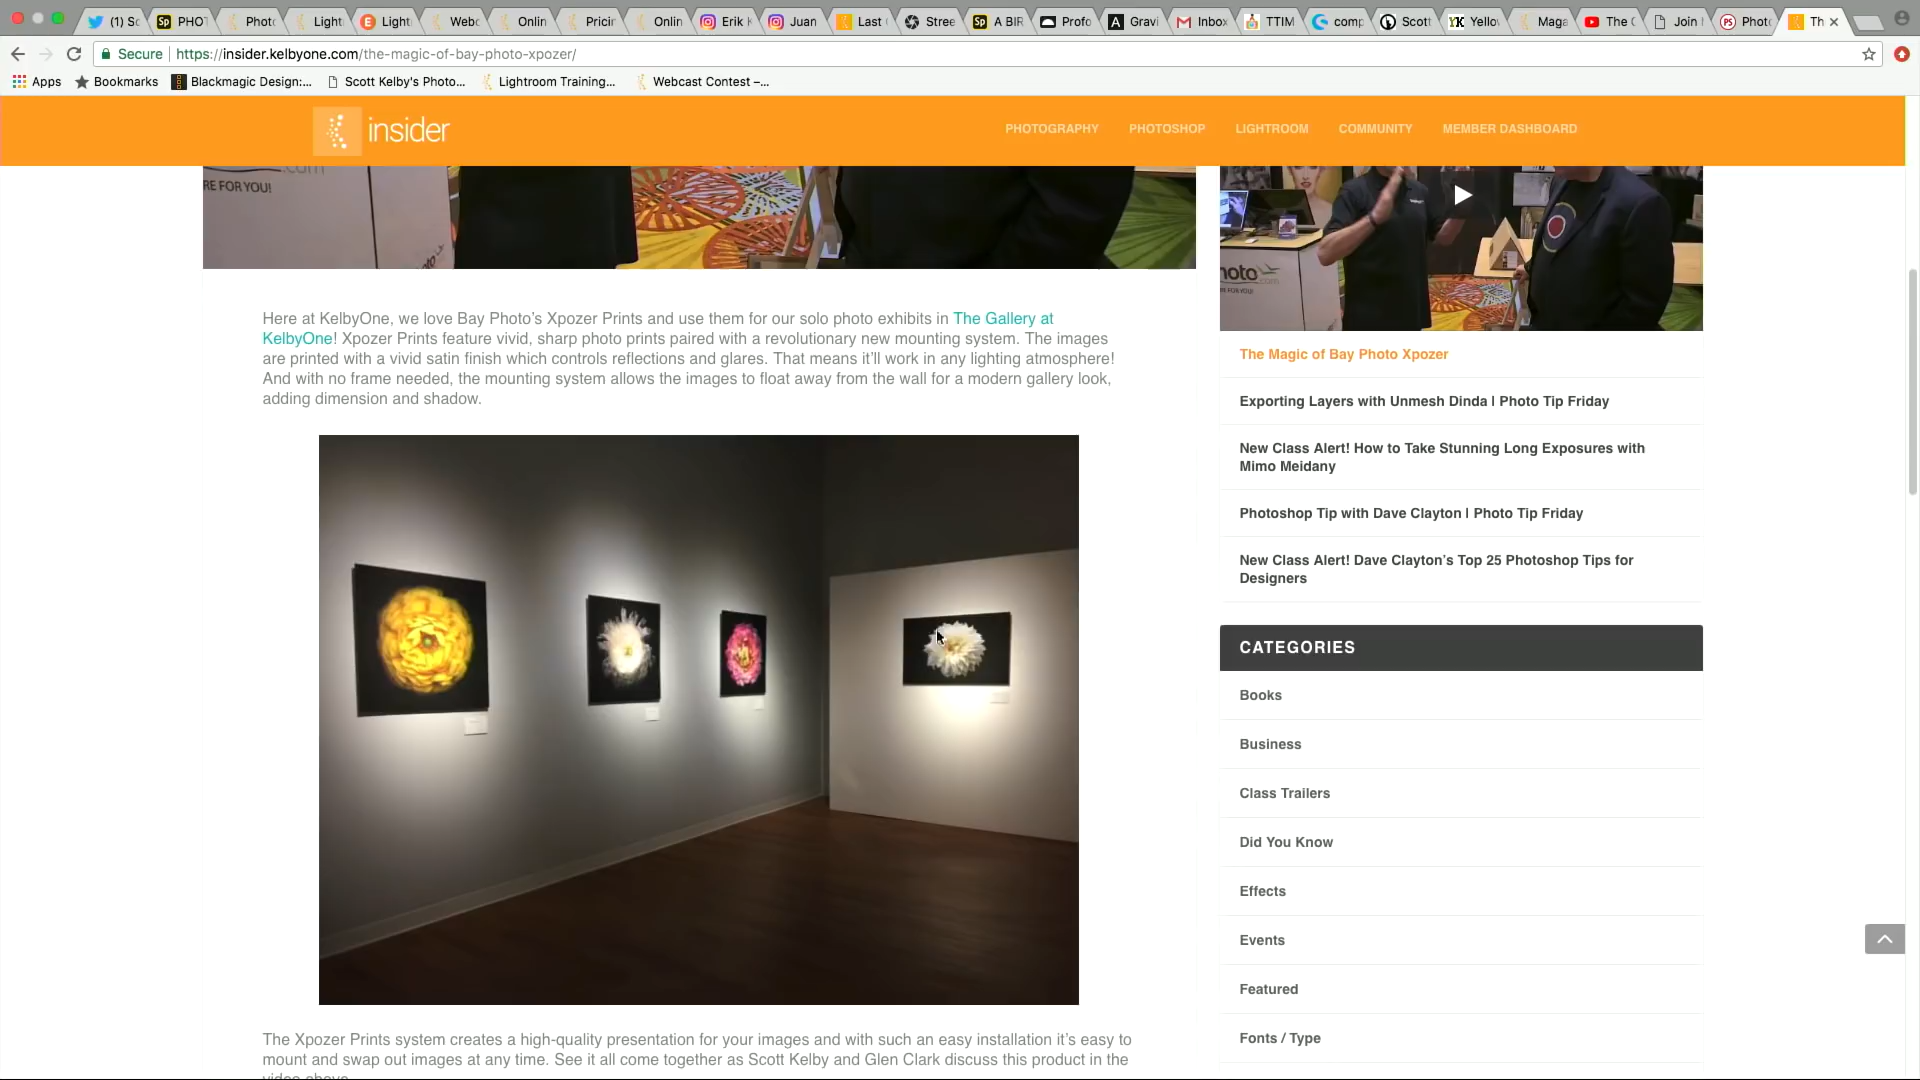 (1) Sc
PHOT
Photo
Light
Light
Webc
Onlin
Pricin
Onlin
Erik K
Juan
Last
Stree
A BIR
Profo
Gravi
Inbox
TTIM
comp
Scott
Yello
Maga
The C
Join
Photo
Th
Secure https://insider.kelbyone.com/the-magic-of-bay-photo-xpozer/
Apps Bookmarks Blackmagic Design:... Scott Kelby's Photo... Lightroom Training... Webcast Contest –...
insider
PHOTOGRAPHY PHOTOSHOP LIGHTROOM COMMUNITY MEMBER DASHBOARD
.com
RE FOR YOU!
Here at KelbyOne, we love Bay Photo’s Xpozer Prints and use them for our solo photo exhibits in The Gallery at
KelbyOne! Xpozer Prints feature vivid, sharp photo prints paired with a revolutionary new mounting system. The images
are printed with a vivid satin finish which controls reflections and glares. That means it’ll work in any lighting atmosphere!
And with no frame needed, the mounting system allows the images to float away from the wall for a modern gallery look,
adding dimension and shadow.
The Xpozer Prints system creates a high-quality presentation for your images and with such an easy installation it’s easy to
mount and swap out images at any time. See it all come together as Scott Kelby and Glen Clark discuss this product in the
video above.
hoto
.com
The Magic of Bay Photo Xpozer
Exporting Layers with Unmesh Dinda | Photo Tip Friday
New Class Alert! How to Take Stunning Long Exposures with
Mimo Meidany
Photoshop Tip with Dave Clayton | Photo Tip Friday
New Class Alert! Dave Clayton’s Top 25 Photoshop Tips for
Designers
CATEGORIES
Books
Business
Class Trailers
Did You Know
Effects
Events
Featured
Fonts / Type